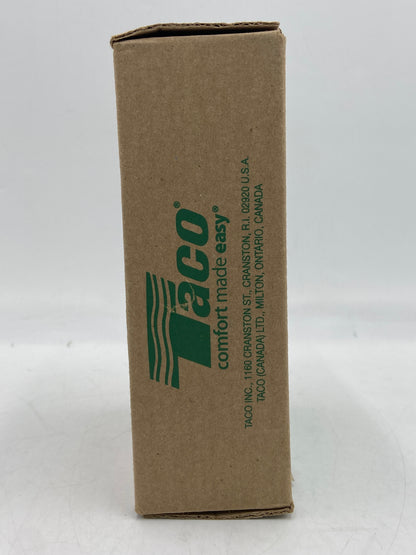 Taco®
comfort made easy®
TACO INC., 1160 CRANSTON ST., CRANSTON, R.I. 02920 U.S.A.
TACO (CANADA) LTD., MILTON, ONTARIO, CANADA